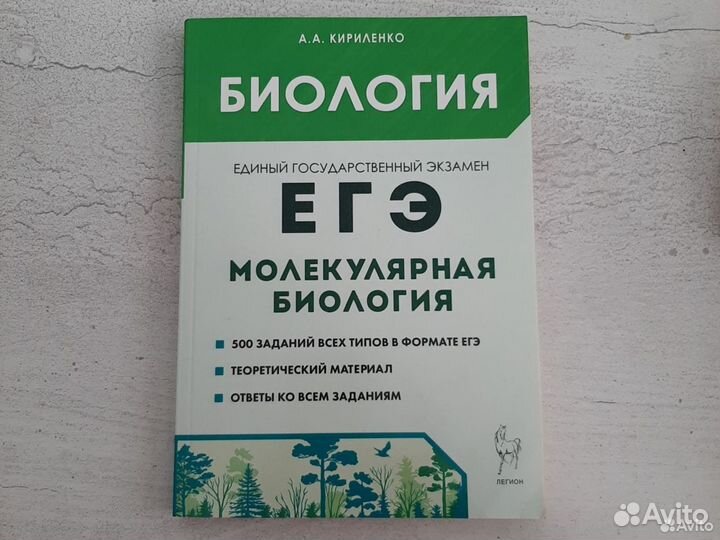 А.А. КИРИЛЕНКО
БИОЛОГИЯ
ЕДИНЫЙ ГОСУДАРСТВЕННЫЙ ЭКЗАМЕН
ЕГЭ
МОЛЕКУЛЯРНАЯ
БИОЛОГИЯ
500 ЗАДАНИЙ ВСЕХ ТИПОВ В ФОРМАТЕ ЕГЭ
ТЕОРЕТИЧЕСКИЙ МАТЕРИАЛ
ОТВЕТЫ КО ВСЕМ ЗАДАНИЯМ
ЛЕГИОН
Avito
Avito